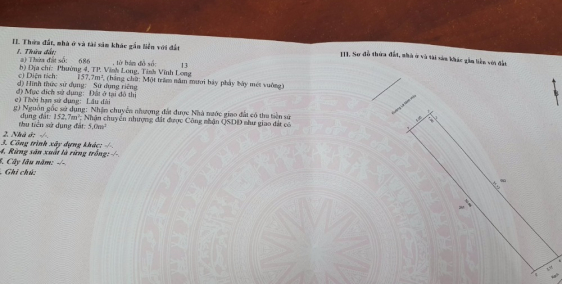 II. Thửa đất, nhà ở và tài sản khác gắn liền với đất
1. Thửa đất:
a) Thửa đất số: 686 , tờ bản đồ số: 13
b) Địa chỉ: Phường 4, TP. Vĩnh Long, Tỉnh Vĩnh Long
c) Diện tích: 157,7m², (bằng chữ: Một trăm năm mươi bảy phẩy bảy mét vuông)
d) Hình thức sử dụng: Sử dụng riêng
đ) Mục đích sử dụng: Đất ở tại đô thị
e) Thời hạn sử dụng: Lâu dài
g) Nguồn gốc sử dụng: Nhận chuyển nhượng đất được Nhà nước giao đất có thu tiền sử
dụng đất: 152,7m²; Nhận chuyển nhượng đất được Công nhận QSDĐ như giao đất có
thu tiền sử dụng đất: 5,0m²
2. Nhà ở: -/-
3. Công trình xây dựng khác: -/-
4. Rừng sản xuất là rừng trồng: -/-
. Cây lâu năm: -/-
. Ghi chú:
III. Sơ đồ thửa đất, nhà ở và tài sản khác gắn liền với đất